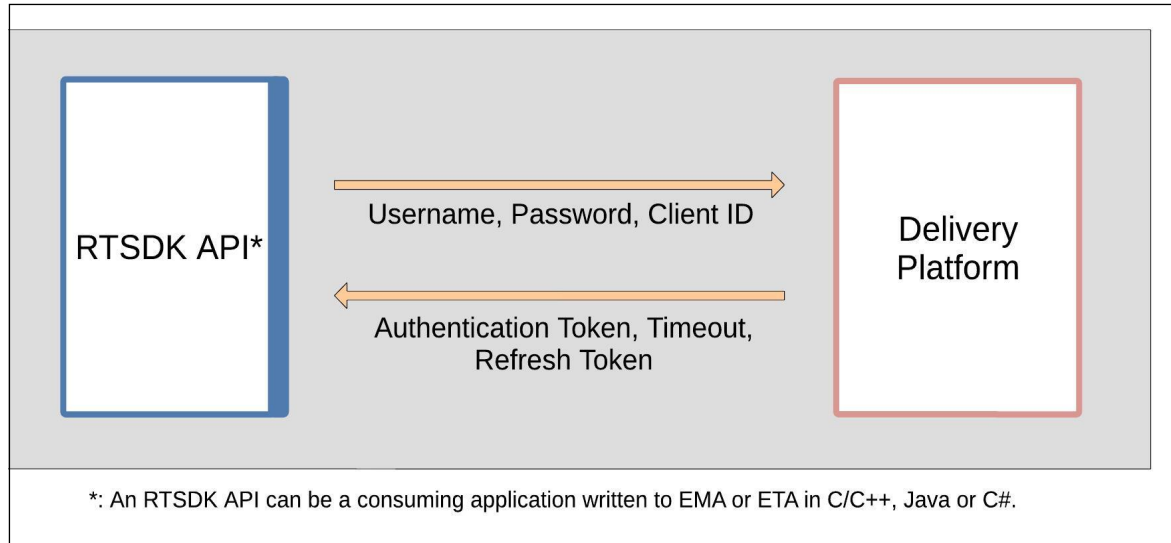 RTSDK API*
Username, Password, Client ID
Delivery
Platform
Authentication Token, Timeout,
Refresh Token
*: An RTSDK API can be a consuming application written to EMA or ETA in C/C++, Java or C#.